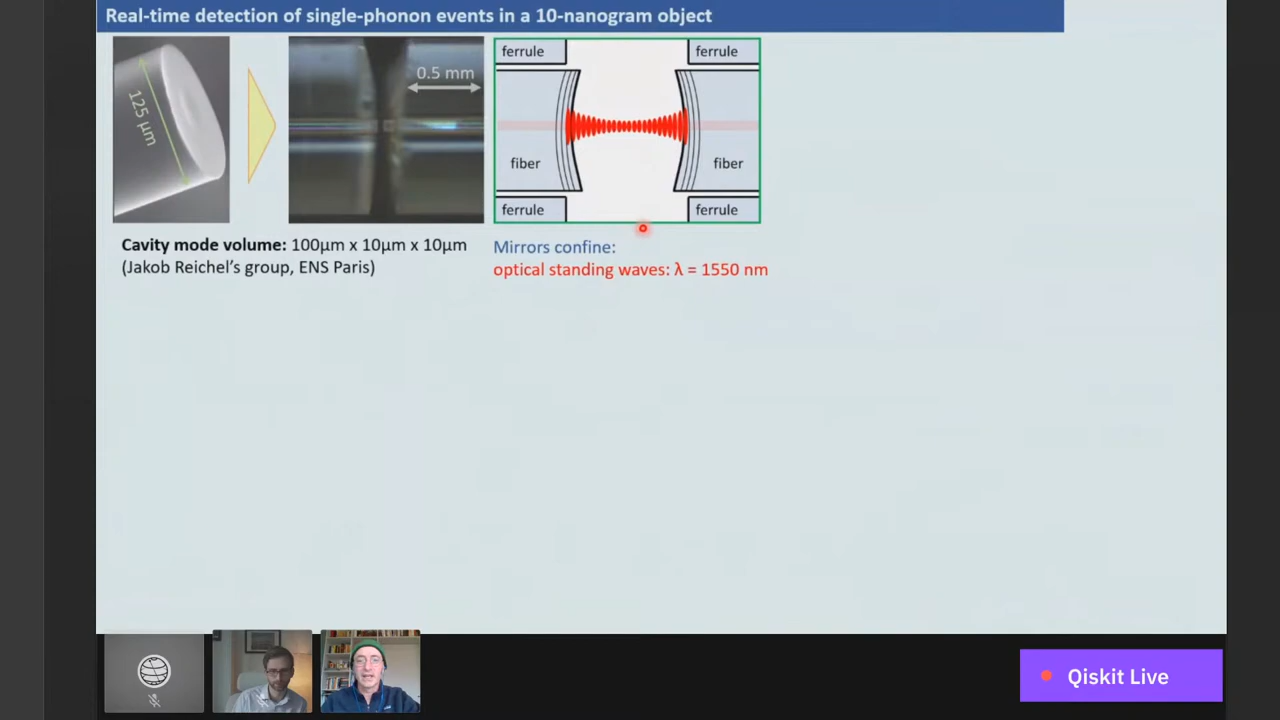 Real-time detection of single-phonon events in a 10-nanogram object
125 µm
0.5 mm
ferrule
ferrule
fiber
fiber
ferrule
ferrule
Cavity mode volume: 100µm x 10µm x 10µm
(Jakob Reichel's group, ENS Paris)
Mirrors confine:
optical standing waves: λ = 1550 nm
Qiskit Live